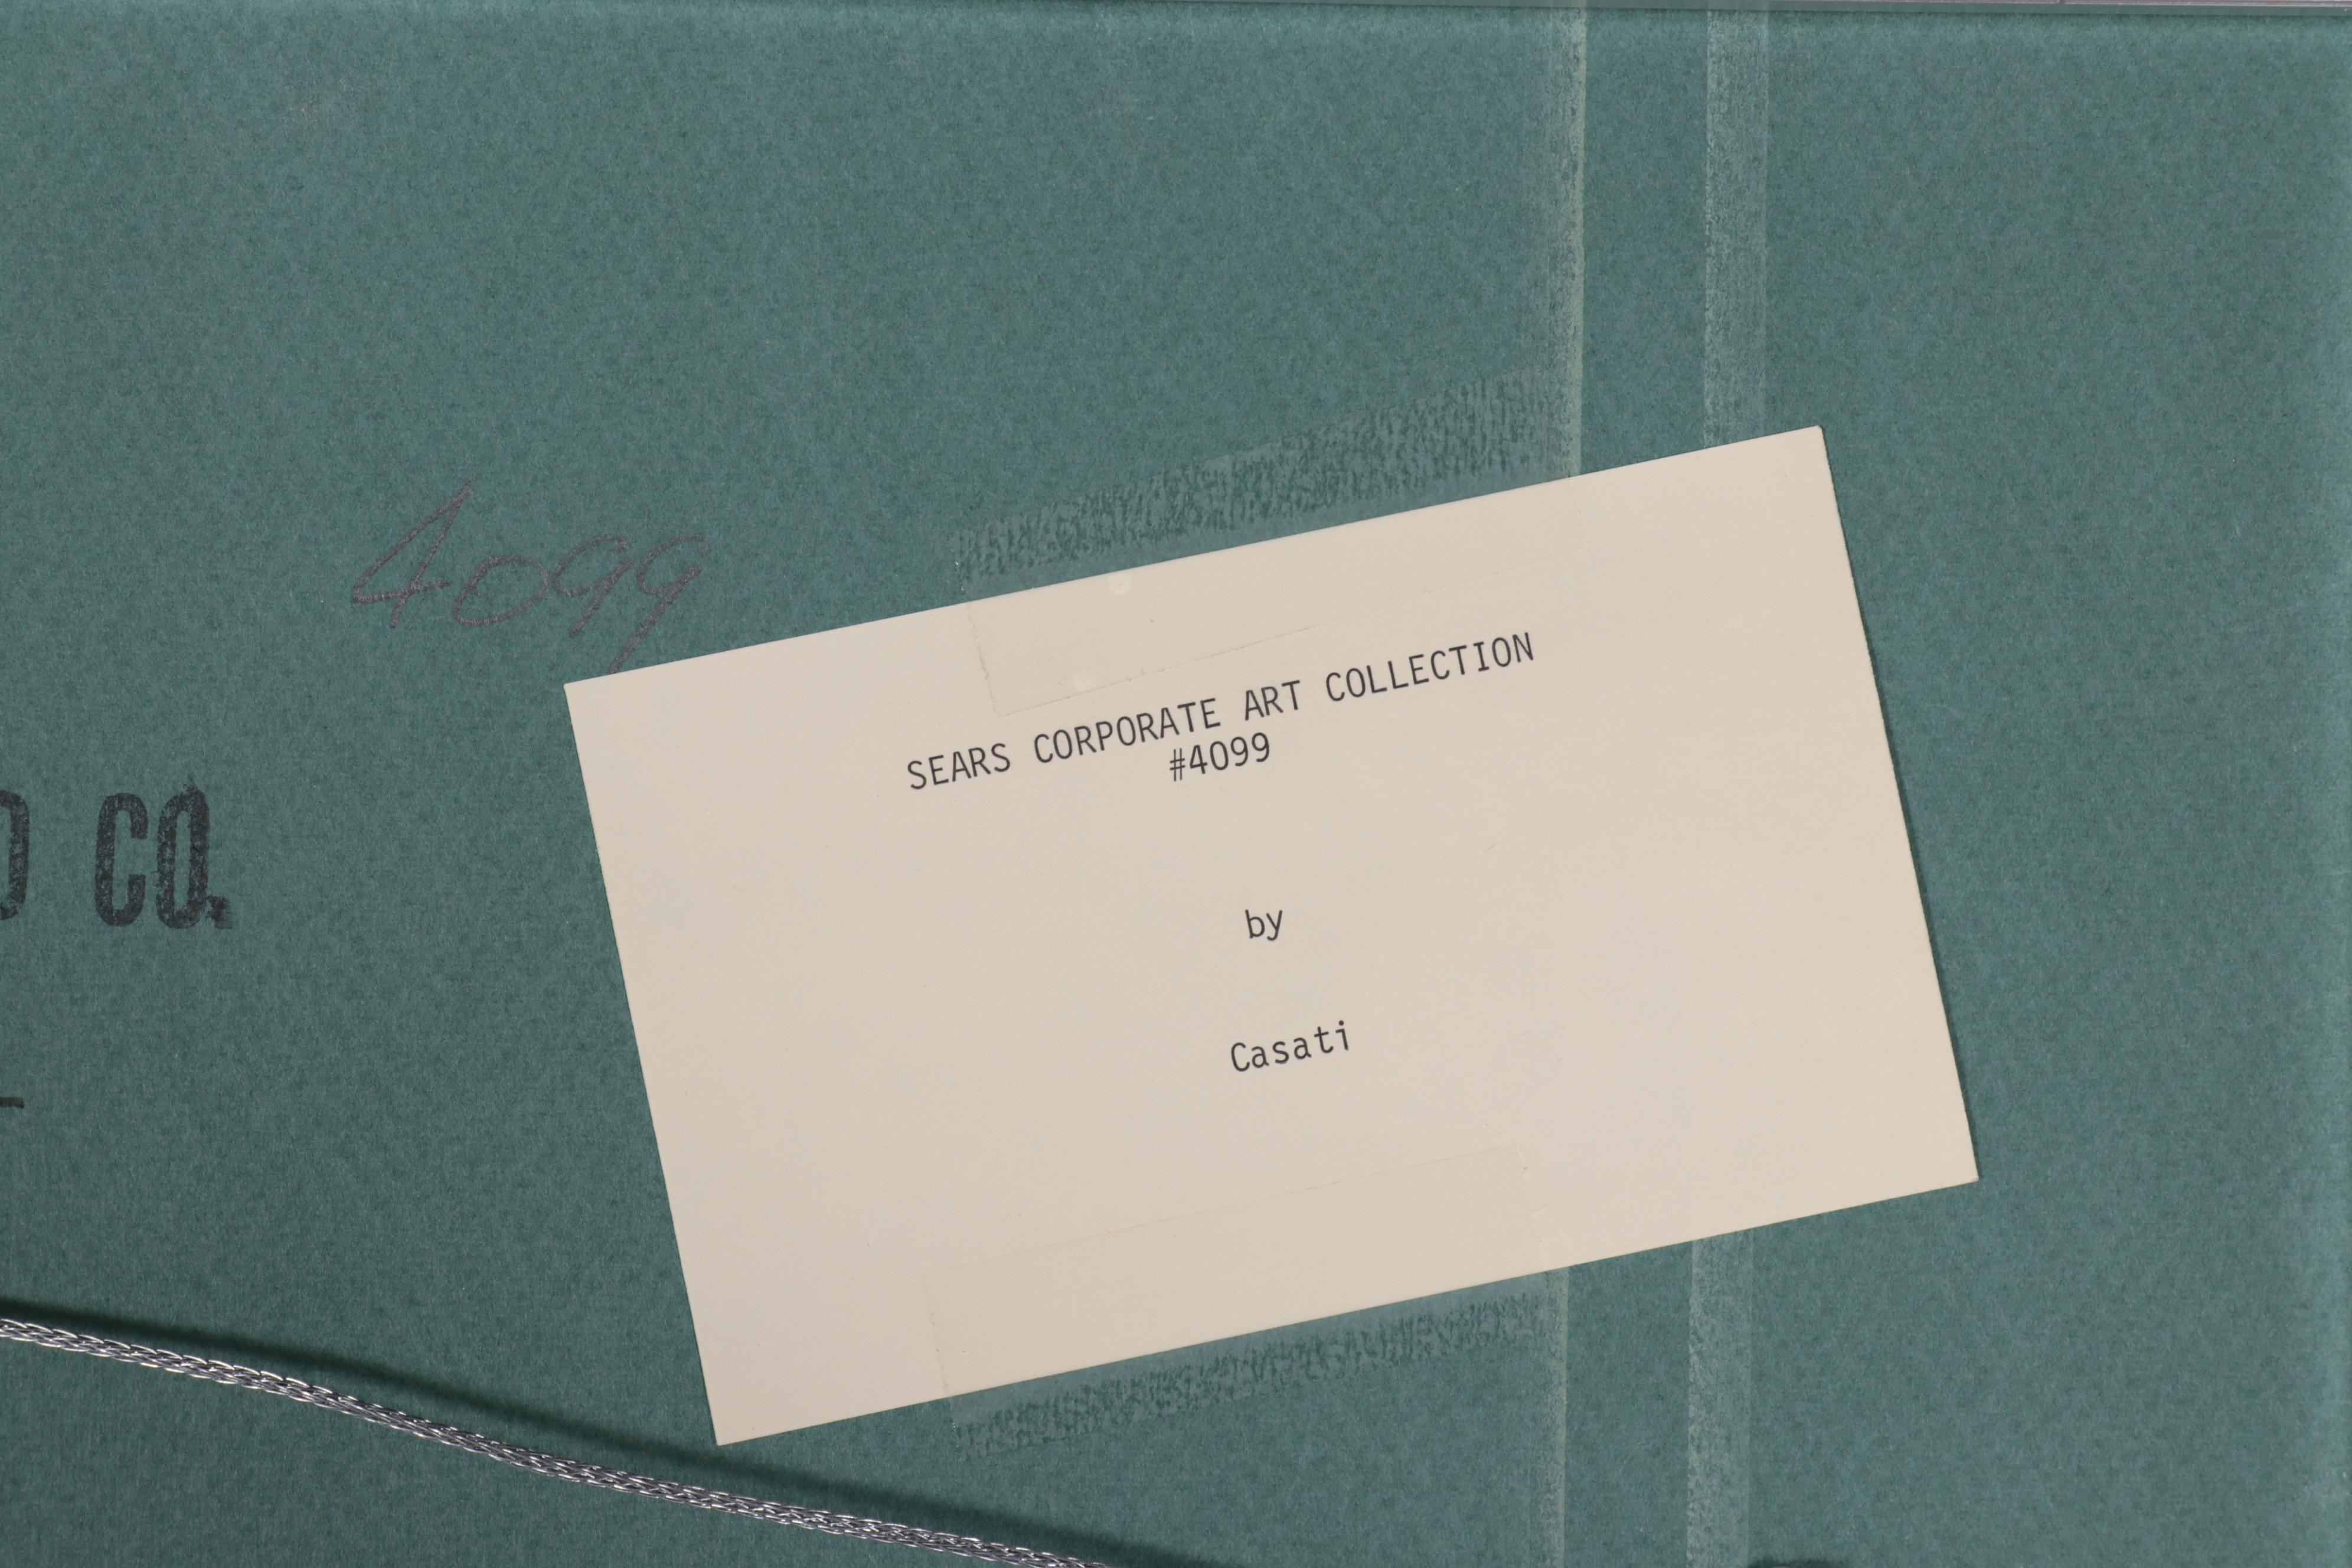 4099
SEARS CORPORATE ART COLLECTION
#4099
CO.
by
Casati